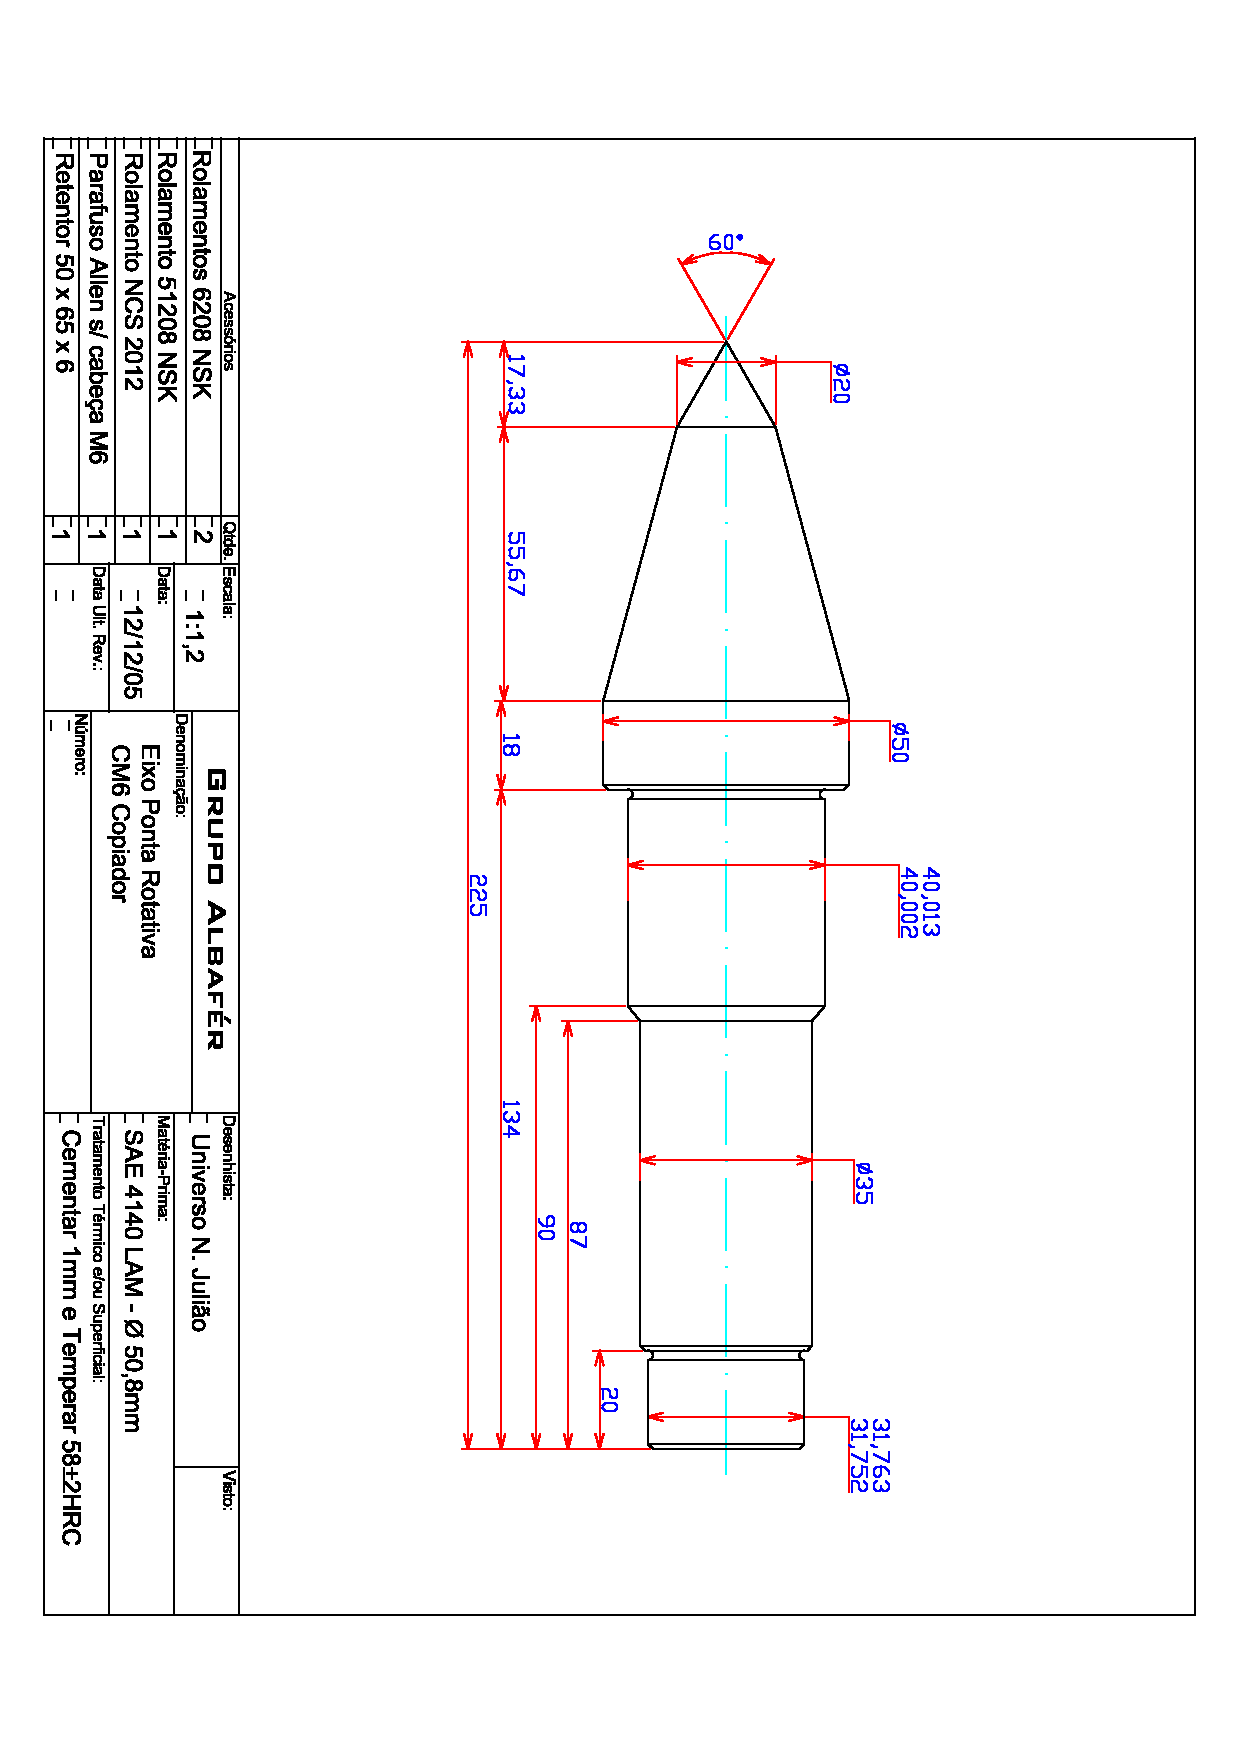 60°
ø20
17,33
55,67
18
ø50
40,013
40,002
225
134
90
87
ø35
20
31,763
31,752
Acessórios
Qtde.
Rolamentos 6208 NSK
2
Rolamento 51208 NSK
1
Rolamento NCS 2012
1
Parafuso Allen s/ cabeça M6
1
Retentor 50 x 65 x 6
1
Escala:
1:1,2
Data:
12/12/05
Data Ult. Rev.:
GRUPO ALBAFÉR
Denominação:
Eixo Ponta Rotativa
CM6 Copiador
Número:
Desenhista:
Universo N. Julião
Visto:
Matéria-Prima:
SAE 4140 LAM - Ø 50,8mm
Tratamento Térmico e/ou Superficial:
Cementar 1mm e Temperar 58±2HRC